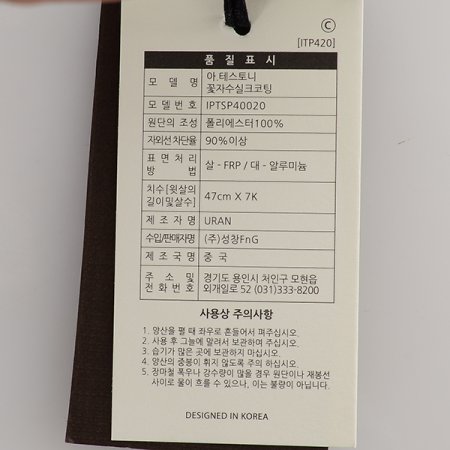 ⓒ
[ITP420]
품 질 표 시
모 델 명 아.테스토니 꽃자수실크코팅
모 델 번 호 IPTSP40020
원단의 조성 폴리에스터100%
자외선 차단율 90%이상
표 면 처 리 방 법 살 - FRP / 대 - 알루미늄
치수 [윗살의 길이및살수] 47cm X 7K
제 조 자 명 URAN
수입/판매자명 (주)성창FnG
제 조 국 명 중 국
주 소 및 전 화 번 호 경기도 용인시 처인구 모현읍 외개일로 52 (031)333-8200
사용상 주의사항
1. 양산을 펼 때 좌우로 흔들어서 펴주십시오.
2. 사용 후 그늘에 말려서 보관하여 주십시오.
3. 습기가 많은 곳에 보관하지 마십시오.
4. 양산의 중봉이 휘지 않도록 주의 하십시오.
5. 장마철 폭우나 강수량이 많을 경우 원단이나 재봉선
사이로 물이 흐를 수 있으나, 이는 불량이 아닙니다.
DESIGNED IN KOREA